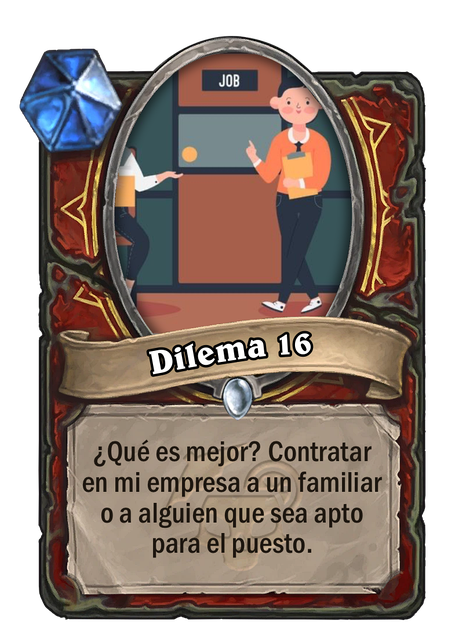 JOB
Dilema 16
¿Qué es mejor? Contratar
en mi empresa a un familiar
o a alguien que sea apto
para el puesto.